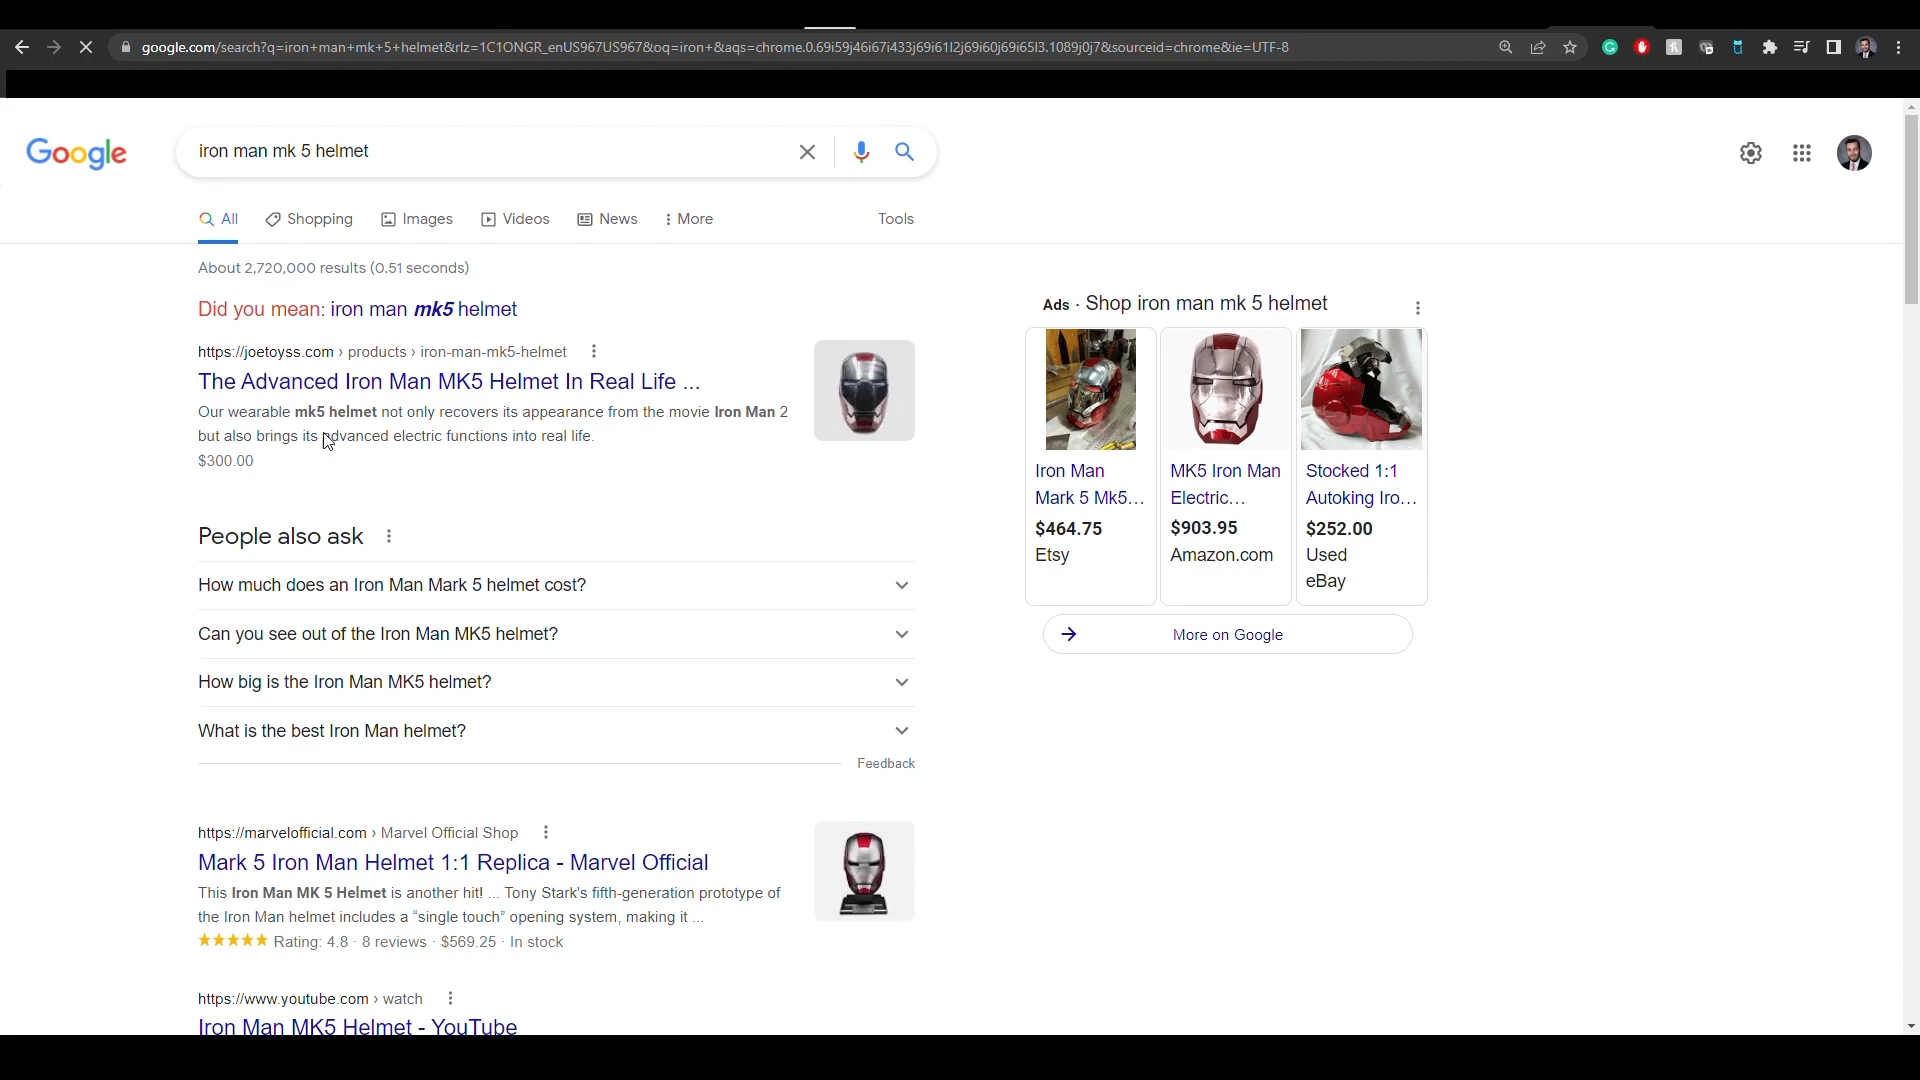 google.com/search?q=iron+man+mk+5+helmet&rlz=1C1ONGR_enUS967US967&oq=iron+&aqs=chrome.0.69i59j46i67i433j69i61l2j69i60j69i65l3.1089j0j7&sourceid=chrome&ie=UTF-8
Google
iron man mk 5 helmet
All
Shopping
Images
Videos
News
More
Tools
About 2,720,000 results (0.51 seconds)
Did you mean: iron man mk5 helmet
https://joetoyss.com › products › iron-man-mk5-helmet
The Advanced Iron Man MK5 Helmet In Real Life ...
Our wearable mk5 helmet not only recovers its appearance from the movie Iron Man 2
but also brings its advanced electric functions into real life.
$300.00
People also ask
How much does an Iron Man Mark 5 helmet cost?
Can you see out of the Iron Man MK5 helmet?
How big is the Iron Man MK5 helmet?
What is the best Iron Man helmet?
Feedback
https://marvelofficial.com › Marvel Official Shop
Mark 5 Iron Man Helmet 1:1 Replica - Marvel Official
This Iron Man MK 5 Helmet is another hit! ... Tony Stark's fifth-generation prototype of
the Iron Man helmet includes a “single touch” opening system, making it ...
Rating: 4.8 · 8 reviews · $569.25 · In stock
https://www.youtube.com › watch
Iron Man MK5 Helmet - YouTube
Ads · Shop iron man mk 5 helmet
Iron Man
Mark 5 Mk5...
$464.75
Etsy
MK5 Iron Man
Electric...
$903.95
Amazon.com
Stocked 1:1
Autoking Iro...
$252.00
Used
eBay
More on Google